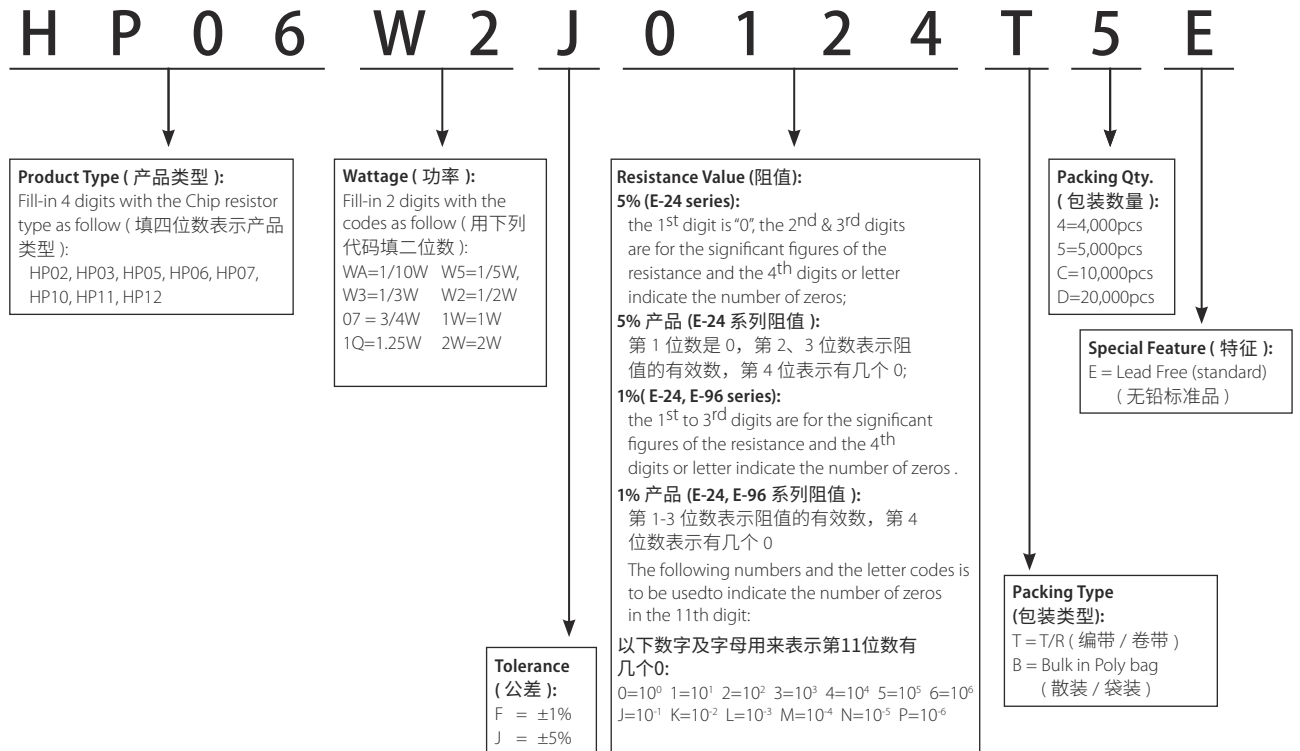 H P 0 6 W 2 J 0 1 2 4 T 5 E
Product Type ( 产品类型 ):
Fill-in 4 digits with the Chip resistor
type as follow ( 填四位数表示产品
类型 ):
HP02, HP03, HP05, HP06, HP07,
HP10, HP11, HP12
Wattage ( 功率 ):
Fill-in 2 digits with the
codes as follow ( 用下列
代码填二位数 ):
WA=1/10W W5=1/5W,
W3=1/3W W2=1/2W
07 = 3/4W 1W=1W
1Q=1.25W 2W=2W
Tolerance
( 公差 ):
F = ±1%
J = ±5%
Resistance Value (阻值):
5% (E-24 series):
the 1st digit is “0”, the 2nd & 3rd digits
are for the significant figures of the
resistance and the 4th digits or letter
indicate the number of zeros;
5% 产品 (E-24 系列阻值 ):
第 1 位数是 0，第 2、3 位数表示阻
值的有效数，第 4 位表示有几个 0;
1%( E-24, E-96 series):
the 1st to 3rd digits are for the significant
figures of the resistance and the 4th
digits or letter indicate the number of zeros .
1% 产品 (E-24, E-96 系列阻值 ):
第 1-3 位数表示阻值的有效数，第 4
位数表示有几个 0
The following numbers and the letter codes is
to be usedto indicate the number of zeros
in the 11th digit:
以下数字及字母用来表示第11位数有
几个0:
0=10⁰ 1=10¹ 2=10² 3=10³ 4=10⁴ 5=10⁵ 6=10⁶
J=10⁻¹ K=10⁻² L=10⁻³ M=10⁻⁴ N=10⁻⁵ P=10⁻⁶
Packing Type
(包装类型):
T = T/R ( 编带 / 卷带 )
B = Bulk in Poly bag
( 散装 / 袋装 )
Packing Qty.
( 包装数量 ):
4=4,000pcs
5=5,000pcs
C=10,000pcs
D=20,000pcs
Special Feature ( 特征 ):
E = Lead Free (standard)
( 无铅标准品 )